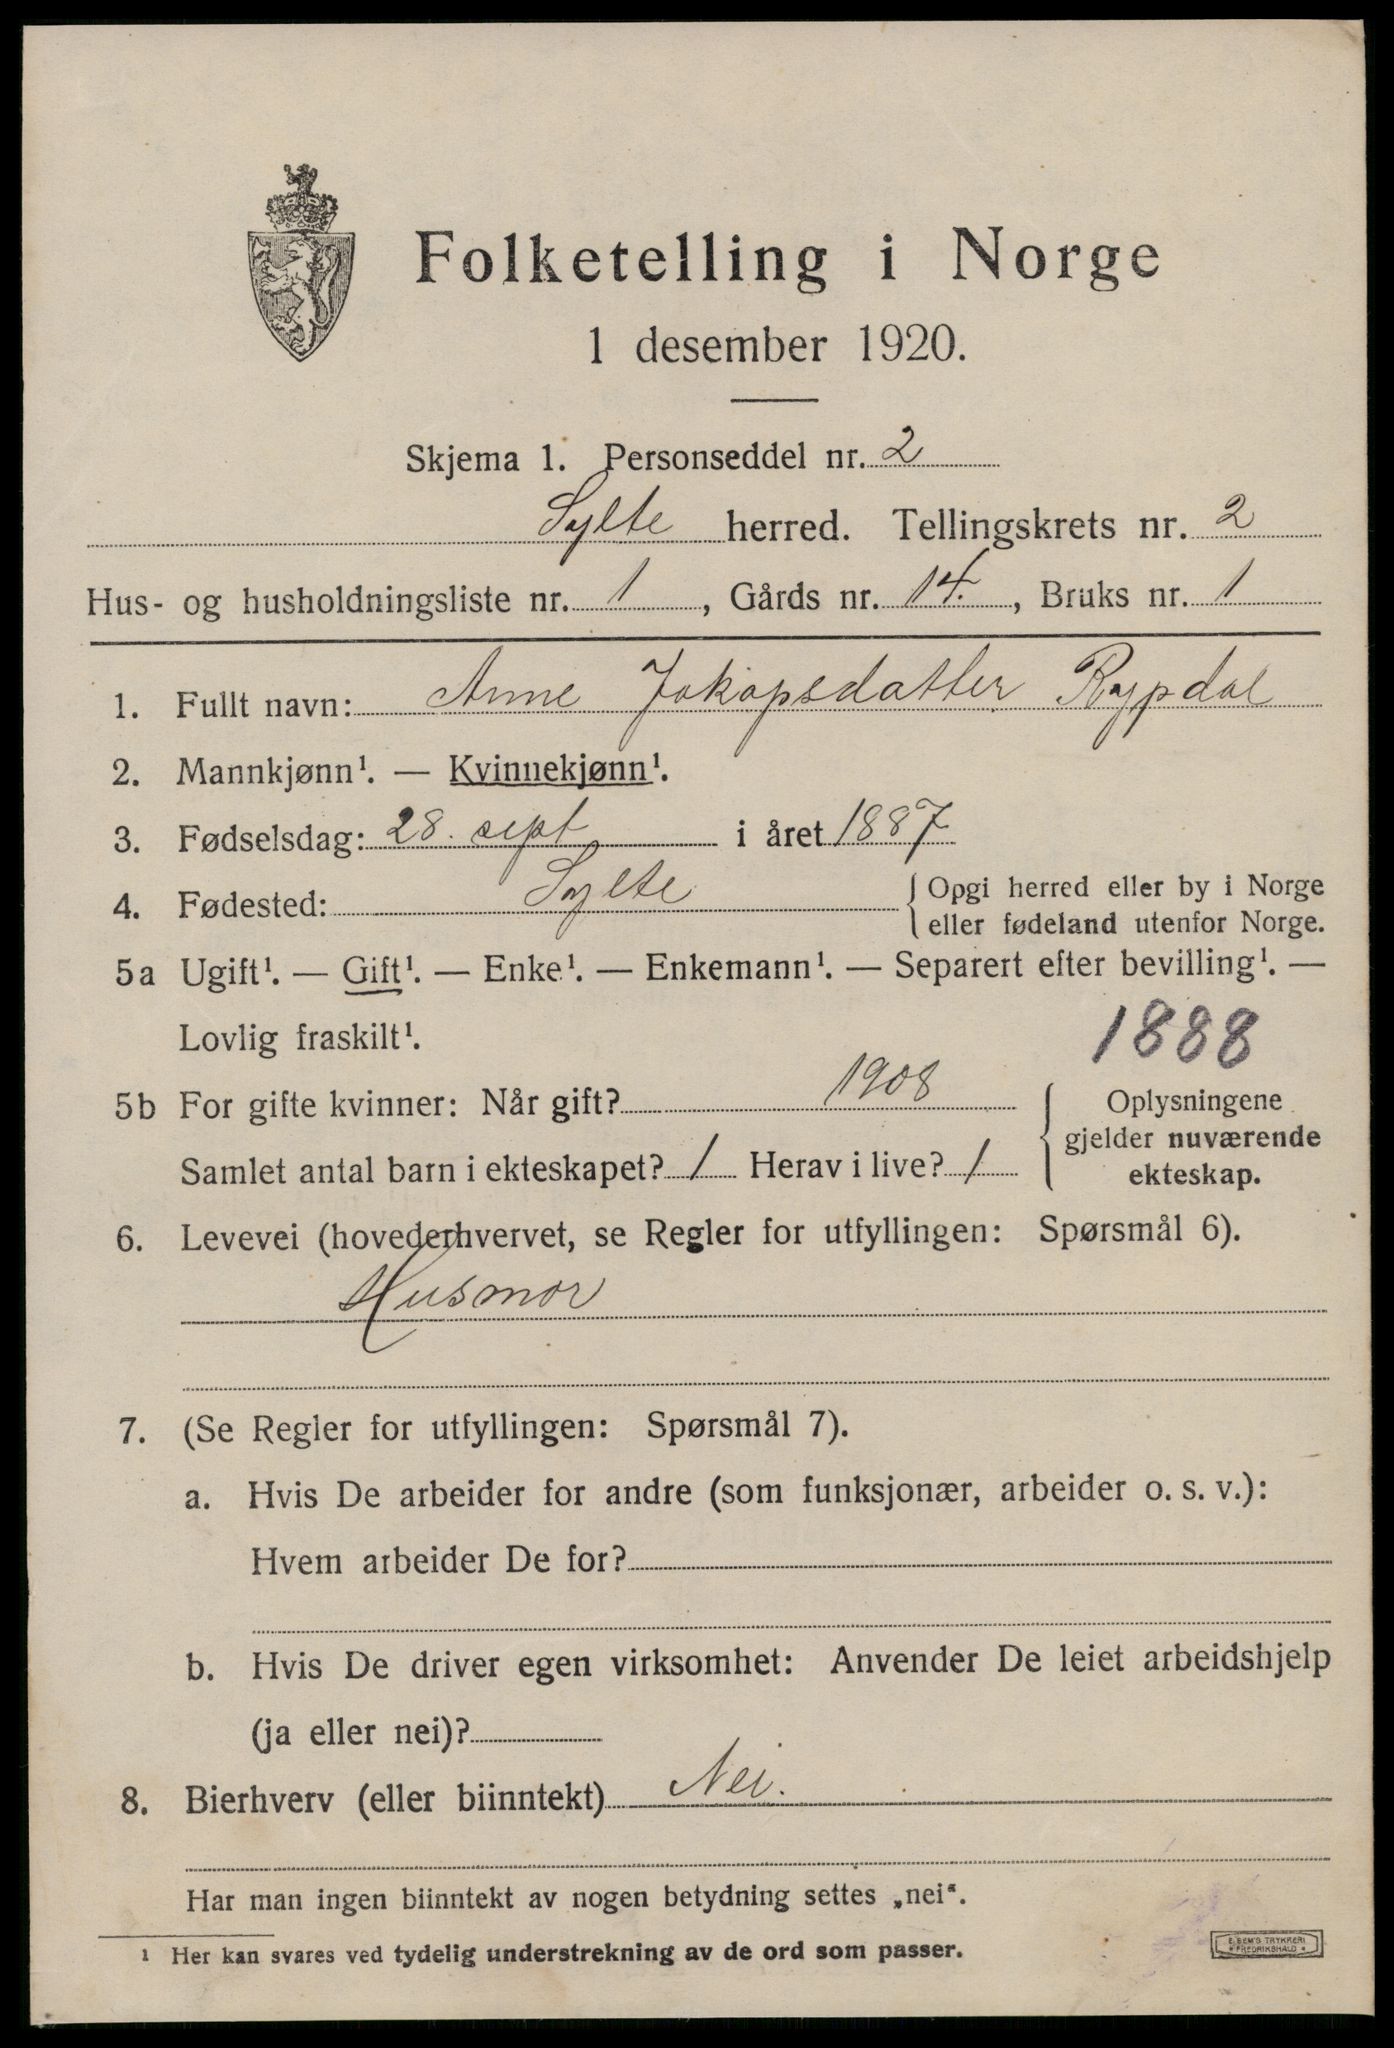 Folketelling i Norge
1 desember 1920.
Skjema 1. Personseddel nr. 2
Sylte herred. Tellingskrets nr. 2
Hus- og husholdningsliste nr. 1, Gårds nr. 14., Bruks nr. 1
1. Fullt navn: Anne Jakopsdatter Rypdal
2. Mannkjønn¹. — Kvinnekjønn¹.
3. Fødselsdag: 28. sept i året 1887
4. Fødested: Sylte { Opgi herred eller by i Norge
eller fødeland utenfor Norge.
5a Ugift¹. — Gift¹. — Enke¹. — Enkemann¹. — Separert efter bevilling¹. —
Lovlig fraskilt¹.
1888
5b For gifte kvinner: Når gift? 1908
Samlet antal barn i ekteskapet? 1 Herav i live? 1
{ Oplysningene
gjelder nuværende
ekteskap.
6. Levevei (hovederhvervet, se Regler for utfyllingen: Spørsmål 6).
Husmor
7. (Se Regler for utfyllingen: Spørsmål 7).
a. Hvis De arbeider for andre (som funksjonær, arbeider o. s. v.):
Hvem arbeider De for?
b. Hvis De driver egen virksomhet: Anvender De leiet arbeidshjelp
(ja eller nei)?
8. Bierhverv (eller biinntekt) Nei.
Har man ingen biinntekt av nogen betydning settes „nei“.
¹ Her kan svares ved tydelig understrekning av de ord som passer.
E. SEM'S TRYKKERI
* FREDRIKSHALD *